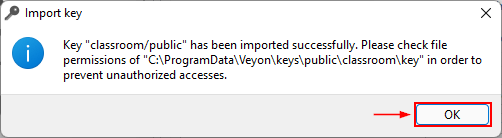 Import key
Key "classroom/public" has been imported successfully. Please check file
permissions of "C:\ProgramData\Veyon\keys\public\classroom\key" in order to
prevent unauthorized accesses.
OK